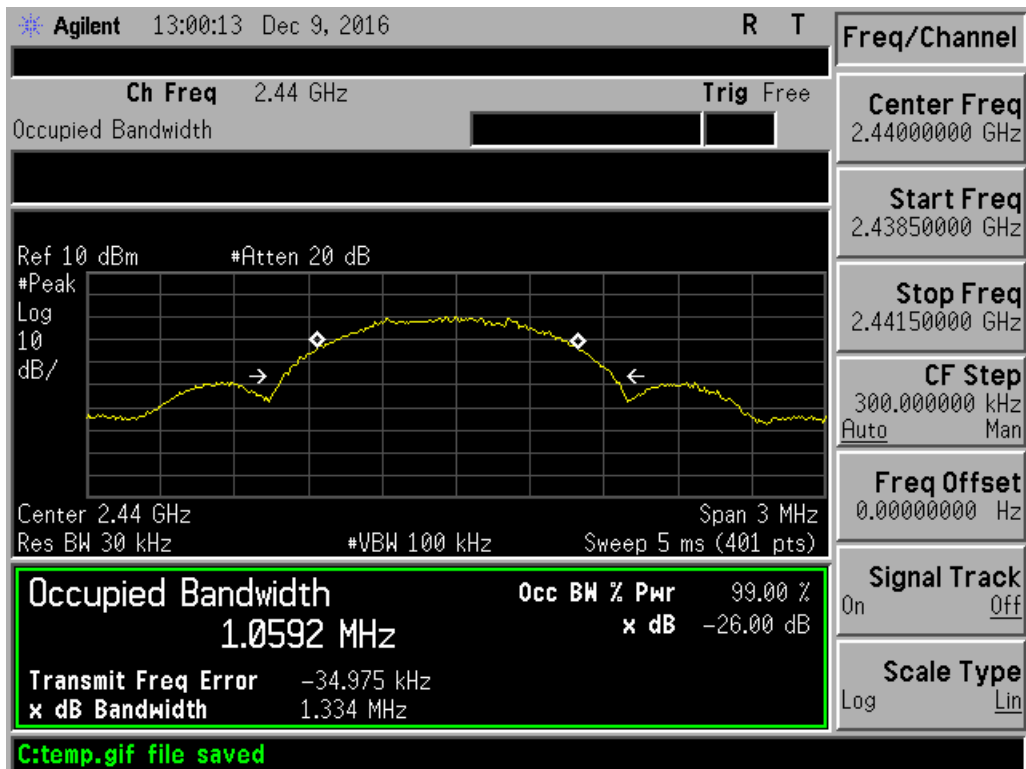 Agilent 13:00:13 Dec 9, 2016 R T
Ch Freq 2.44 GHz Trig Free
Occupied Bandwidth
Ref 10 dBm #Atten 20 dB
#Peak
Log
10
dB/
Center 2.44 GHz Span 3 MHz
Res BW 30 kHz #VBW 100 kHz Sweep 5 ms (401 pts)
Occupied Bandwidth Occ BW % Pwr 99.00 %
1.0592 MHz x dB -26.00 dB
Transmit Freq Error -34.975 kHz
x dB Bandwidth 1.334 MHz
C:temp.gif file saved
Freq/Channel
Center Freq
2.44000000 GHz
Start Freq
2.43850000 GHz
Stop Freq
2.44150000 GHz
CF Step
300.000000 kHz
Auto Man
Freq Offset
0.00000000 Hz
Signal Track
On Off
Scale Type
Log Lin